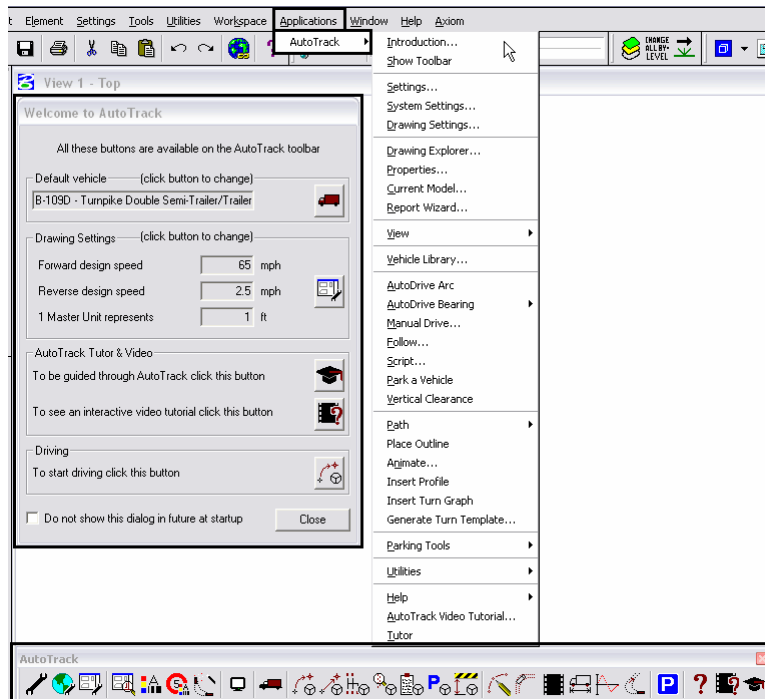 t Element Settings Tools Utilities Workspace Applications Window Help Axiom
AutoTrack
CHANGE
ALL BY-
LEVEL
View 1 - Top
Welcome to AutoTrack
All these buttons are available on the AutoTrack toolbar
Default vehicle (click button to change)
B-109D - Turnpike Double Semi-Trailer/Trailer
Drawing Settings (click button to change)
Forward design speed 65 mph
Reverse design speed 2.5 mph
1 Master Unit represents 1 ft
AutoTrack Tutor & Video
To be guided through AutoTrack click this button
To see an interactive video tutorial click this button
Driving
To start driving click this button
Do not show this dialog in future at startup Close
Introduction...
Show Toolbar
Settings...
System Settings...
Drawing Settings...
Drawing Explorer...
Properties...
Current Model...
Report Wizard...
View
Vehicle Library...
AutoDrive Arc
AutoDrive Bearing
Manual Drive...
Follow...
Script...
Park a Vehicle
Vertical Clearance
Path
Place Outline
Animate...
Insert Profile
Insert Turn Graph
Generate Turn Template...
Parking Tools
Utilities
Help
AutoTrack Video Tutorial...
Tutor
AutoTrack
P
P
?